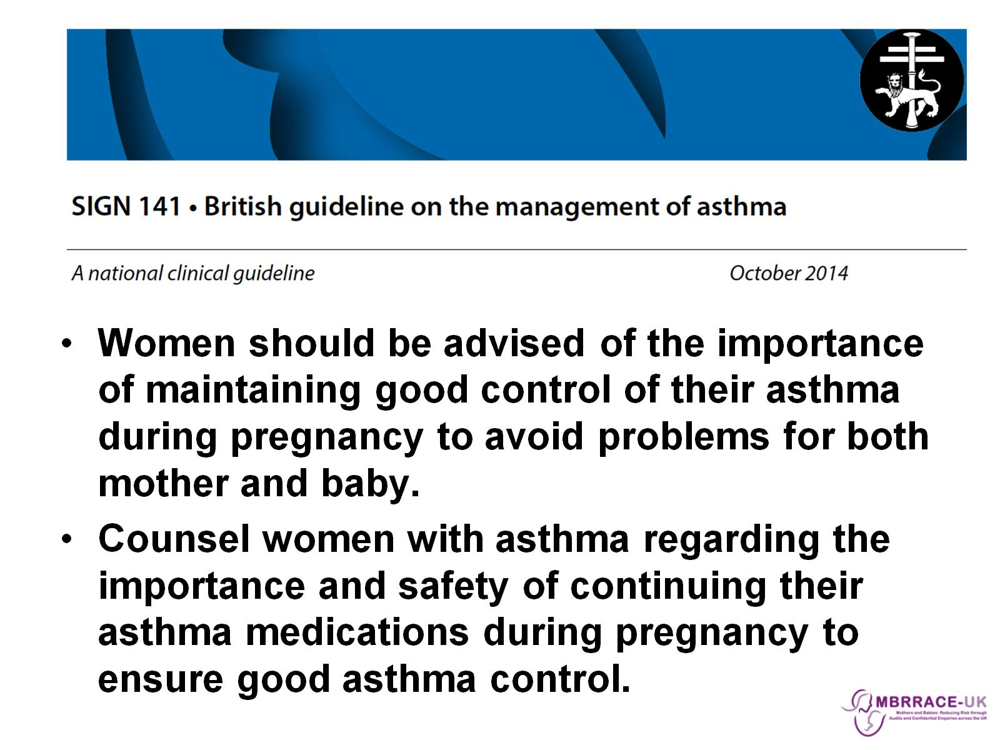 SIGN 141 • British guideline on the management of asthma
A national clinical guideline October 2014
• Women should be advised of the importance
of maintaining good control of their asthma
during pregnancy to avoid problems for both
mother and baby.
• Counsel women with asthma regarding the
importance and safety of continuing their
asthma medications during pregnancy to
ensure good asthma control.
MBRRACE-UK
Mothers and Babies: Reducing Risk through
Audits and Confidential Enquiries across the UK